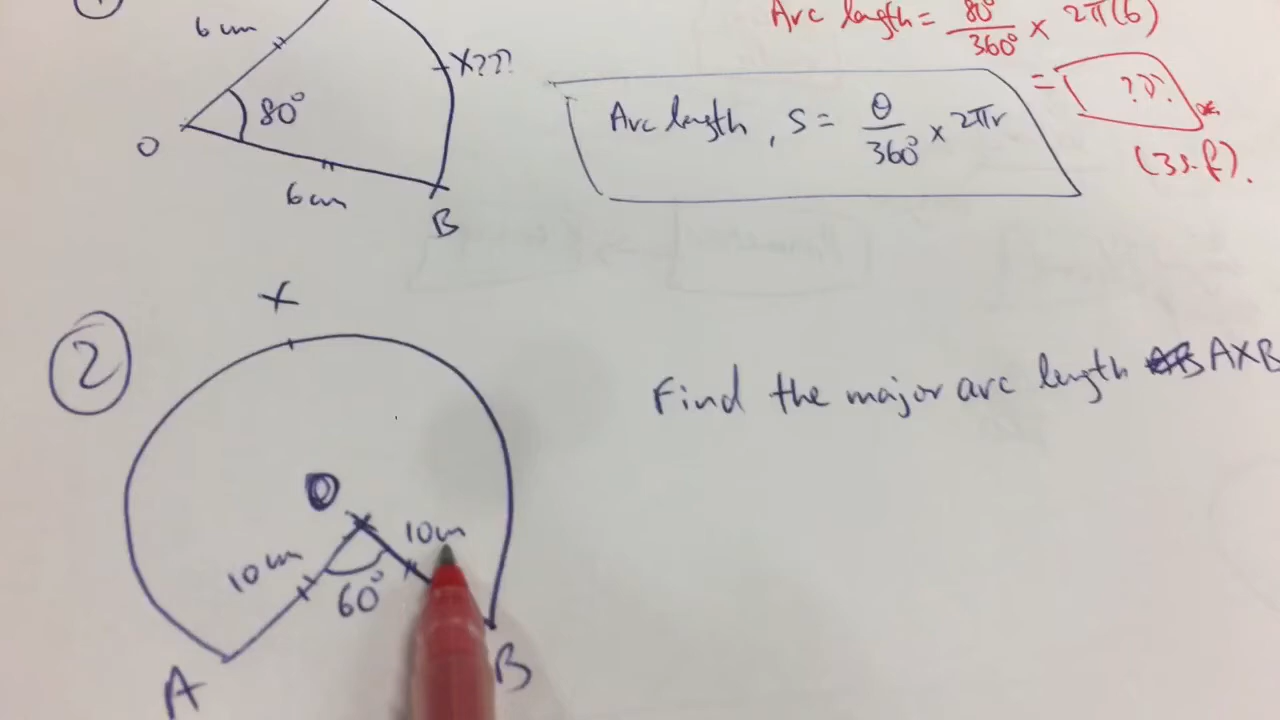 6cm
80°
X???
O
6cm
B
Arc length = 80°/360° × 2π(6)
= ???
(3s.f).
Arc length, S = θ/360° × 2πr
2
X
Find the major arc length AXB
O
10cm
10cm
60°
A
B